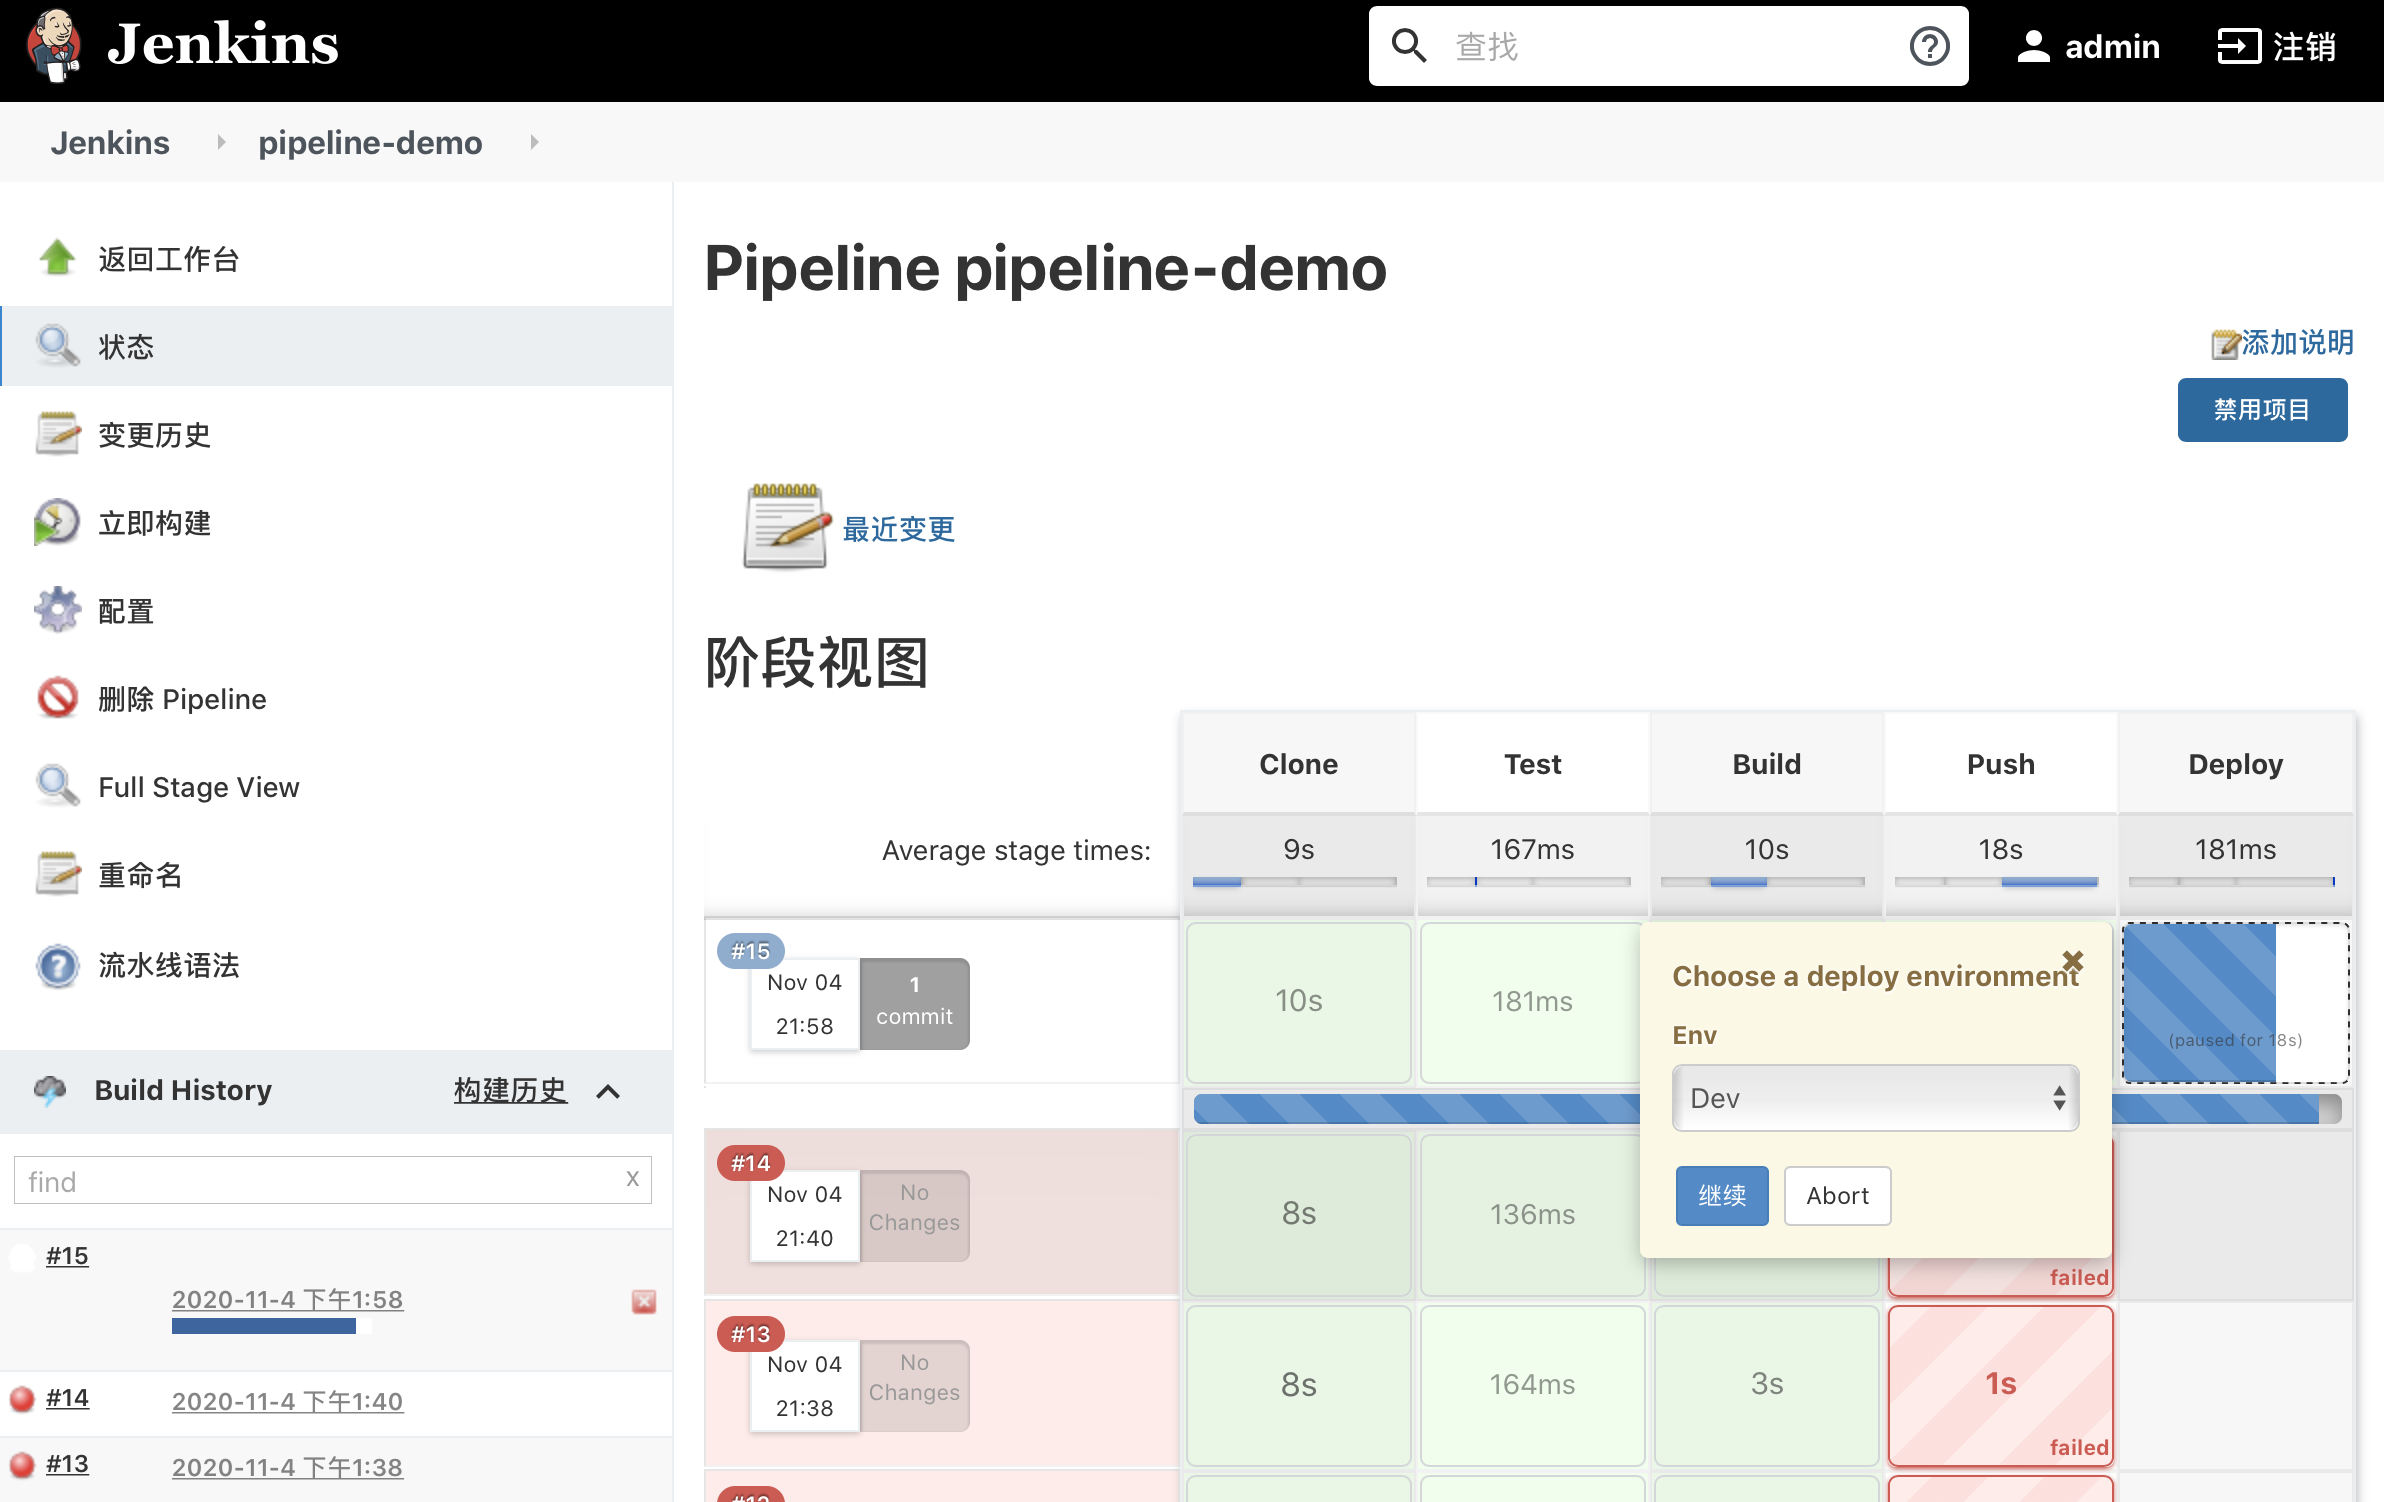 Jenkins
查找
admin
注销
Jenkins
pipeline-demo
返回工作台
状态
变更历史
立即构建
配置
删除 Pipeline
Full Stage View
重命名
流水线语法
Build History
构建历史
find
x
#15
2020-11-4 下午1:58
#14
2020-11-4 下午1:40
#13
2020-11-4 下午1:38
Pipeline pipeline-demo
添加说明
禁用项目
最近变更
阶段视图
Clone
Test
Build
Push
Deploy
Average stage times:
9s
167ms
10s
18s
181ms
#15
Nov 04
21:58
1
commit
10s
181ms
(paused for 18s)
Choose a deploy environment
Env
Dev
继续
Abort
#14
Nov 04
21:40
No
Changes
8s
136ms
failed
#13
Nov 04
21:38
No
Changes
8s
164ms
3s
1s
failed